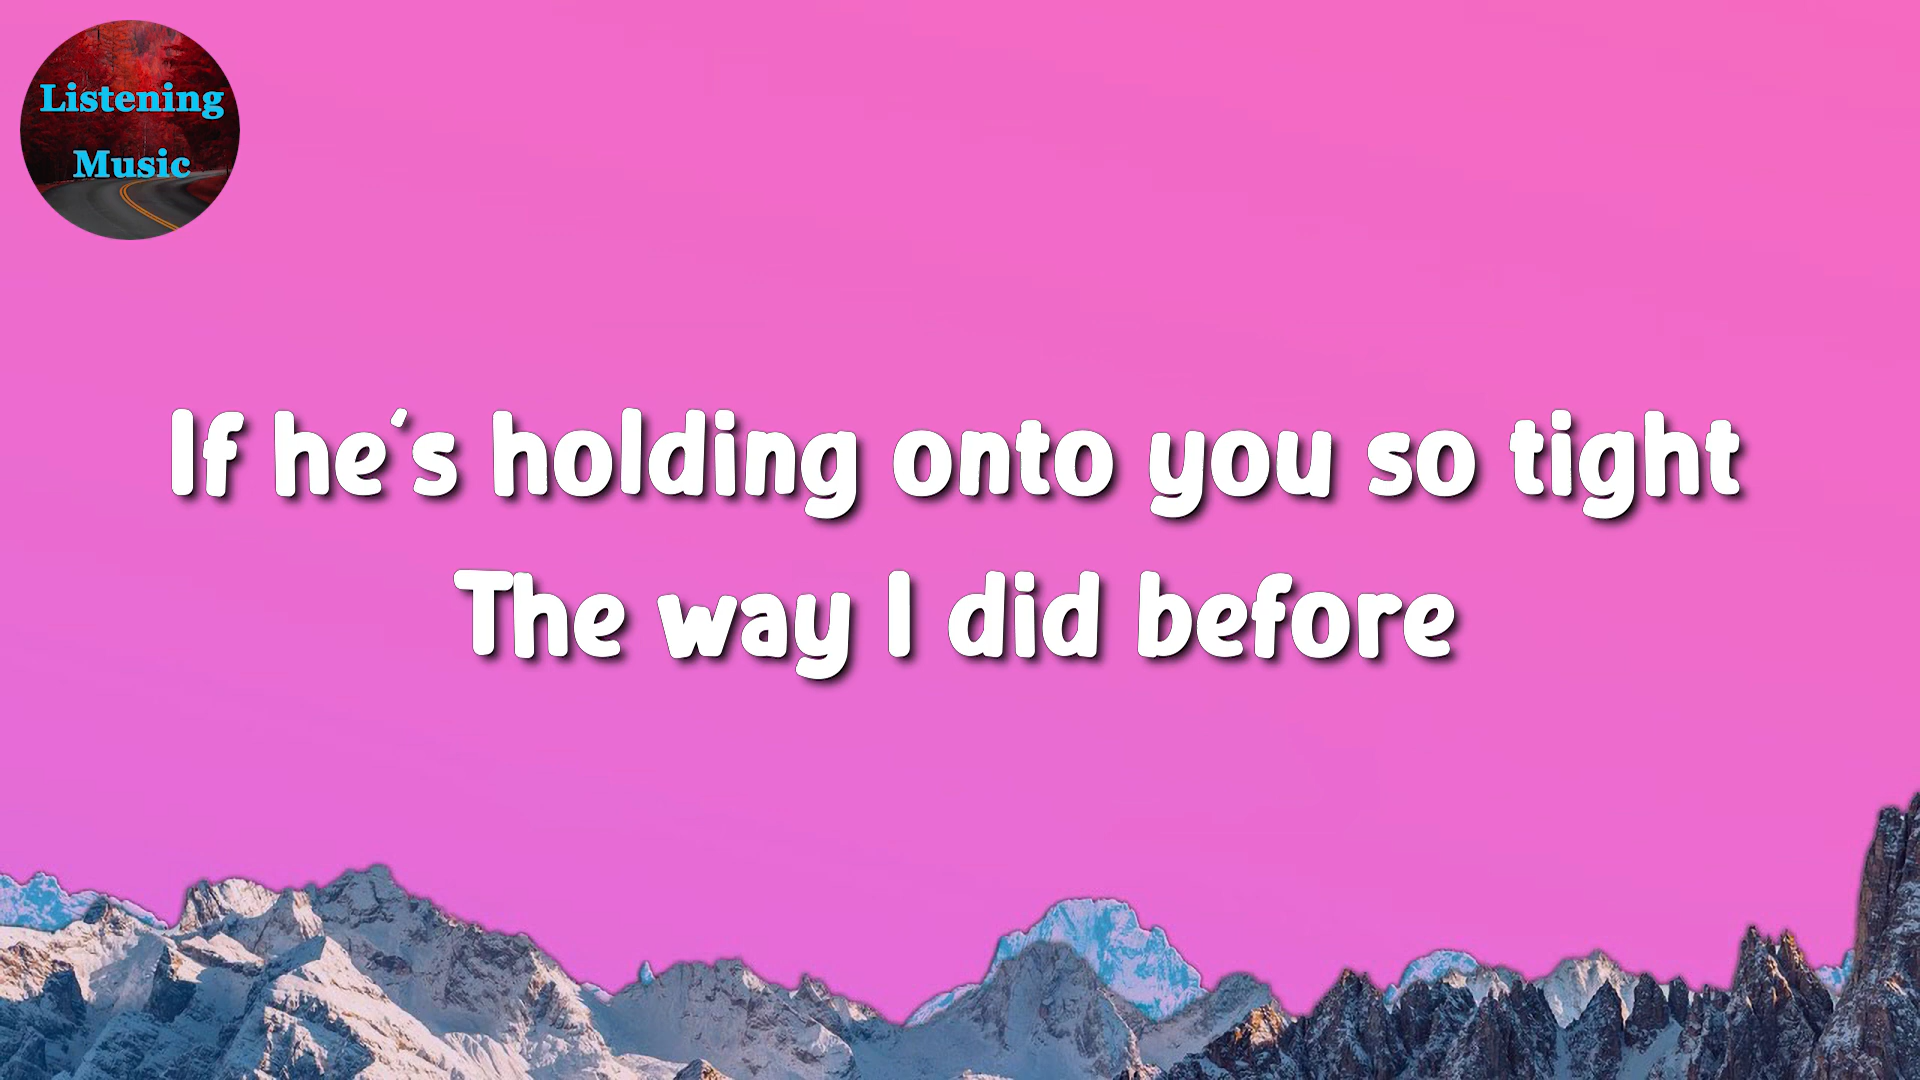 Listening
Music
If he's holding onto you so tight
The way I did before